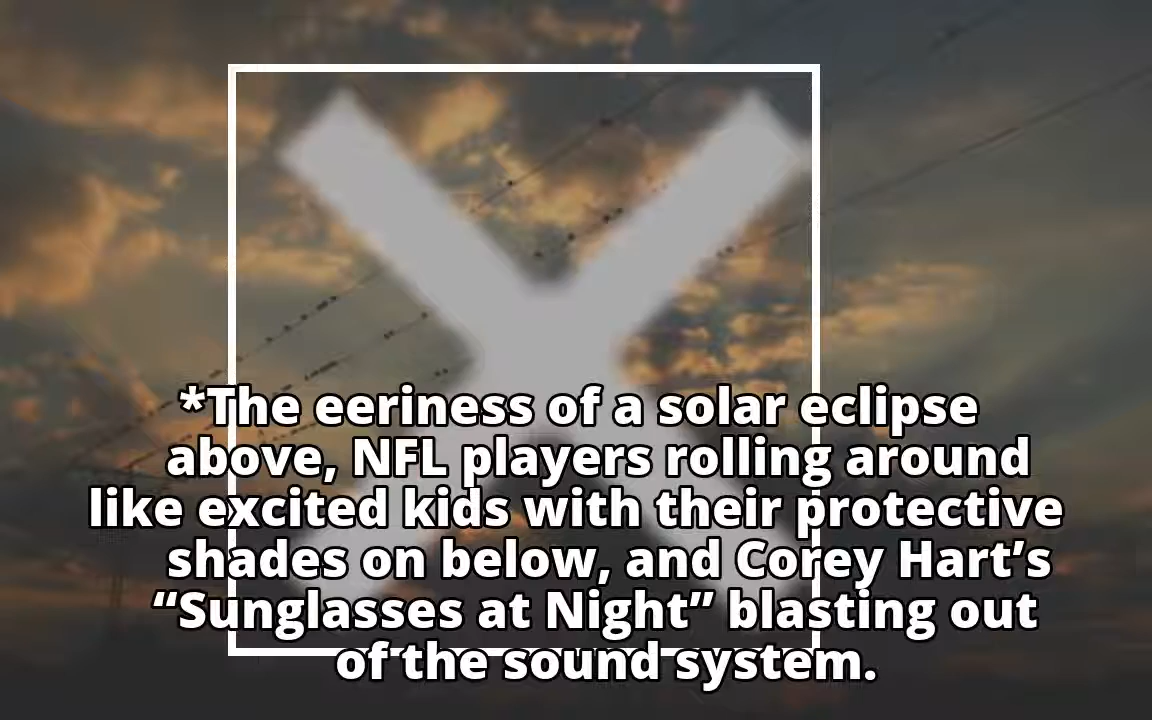 *The eeriness of a solar eclipse
above, NFL players rolling around
like excited kids with their protective
shades on below, and Corey Hart’s
“Sunglasses at Night” blasting out
of the sound system.